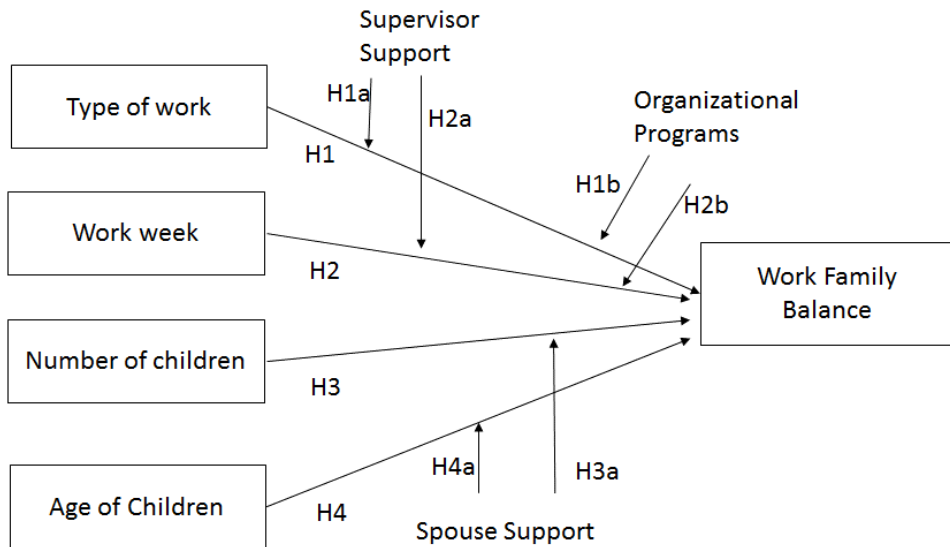 Supervisor
Support
Type of work
H1a
H2a
Organizational
Programs
H1
H1b
H2b
Work week
H2
Work Family
Balance
Number of children
H3
H4a
H3a
Age of Children
H4
Spouse Support